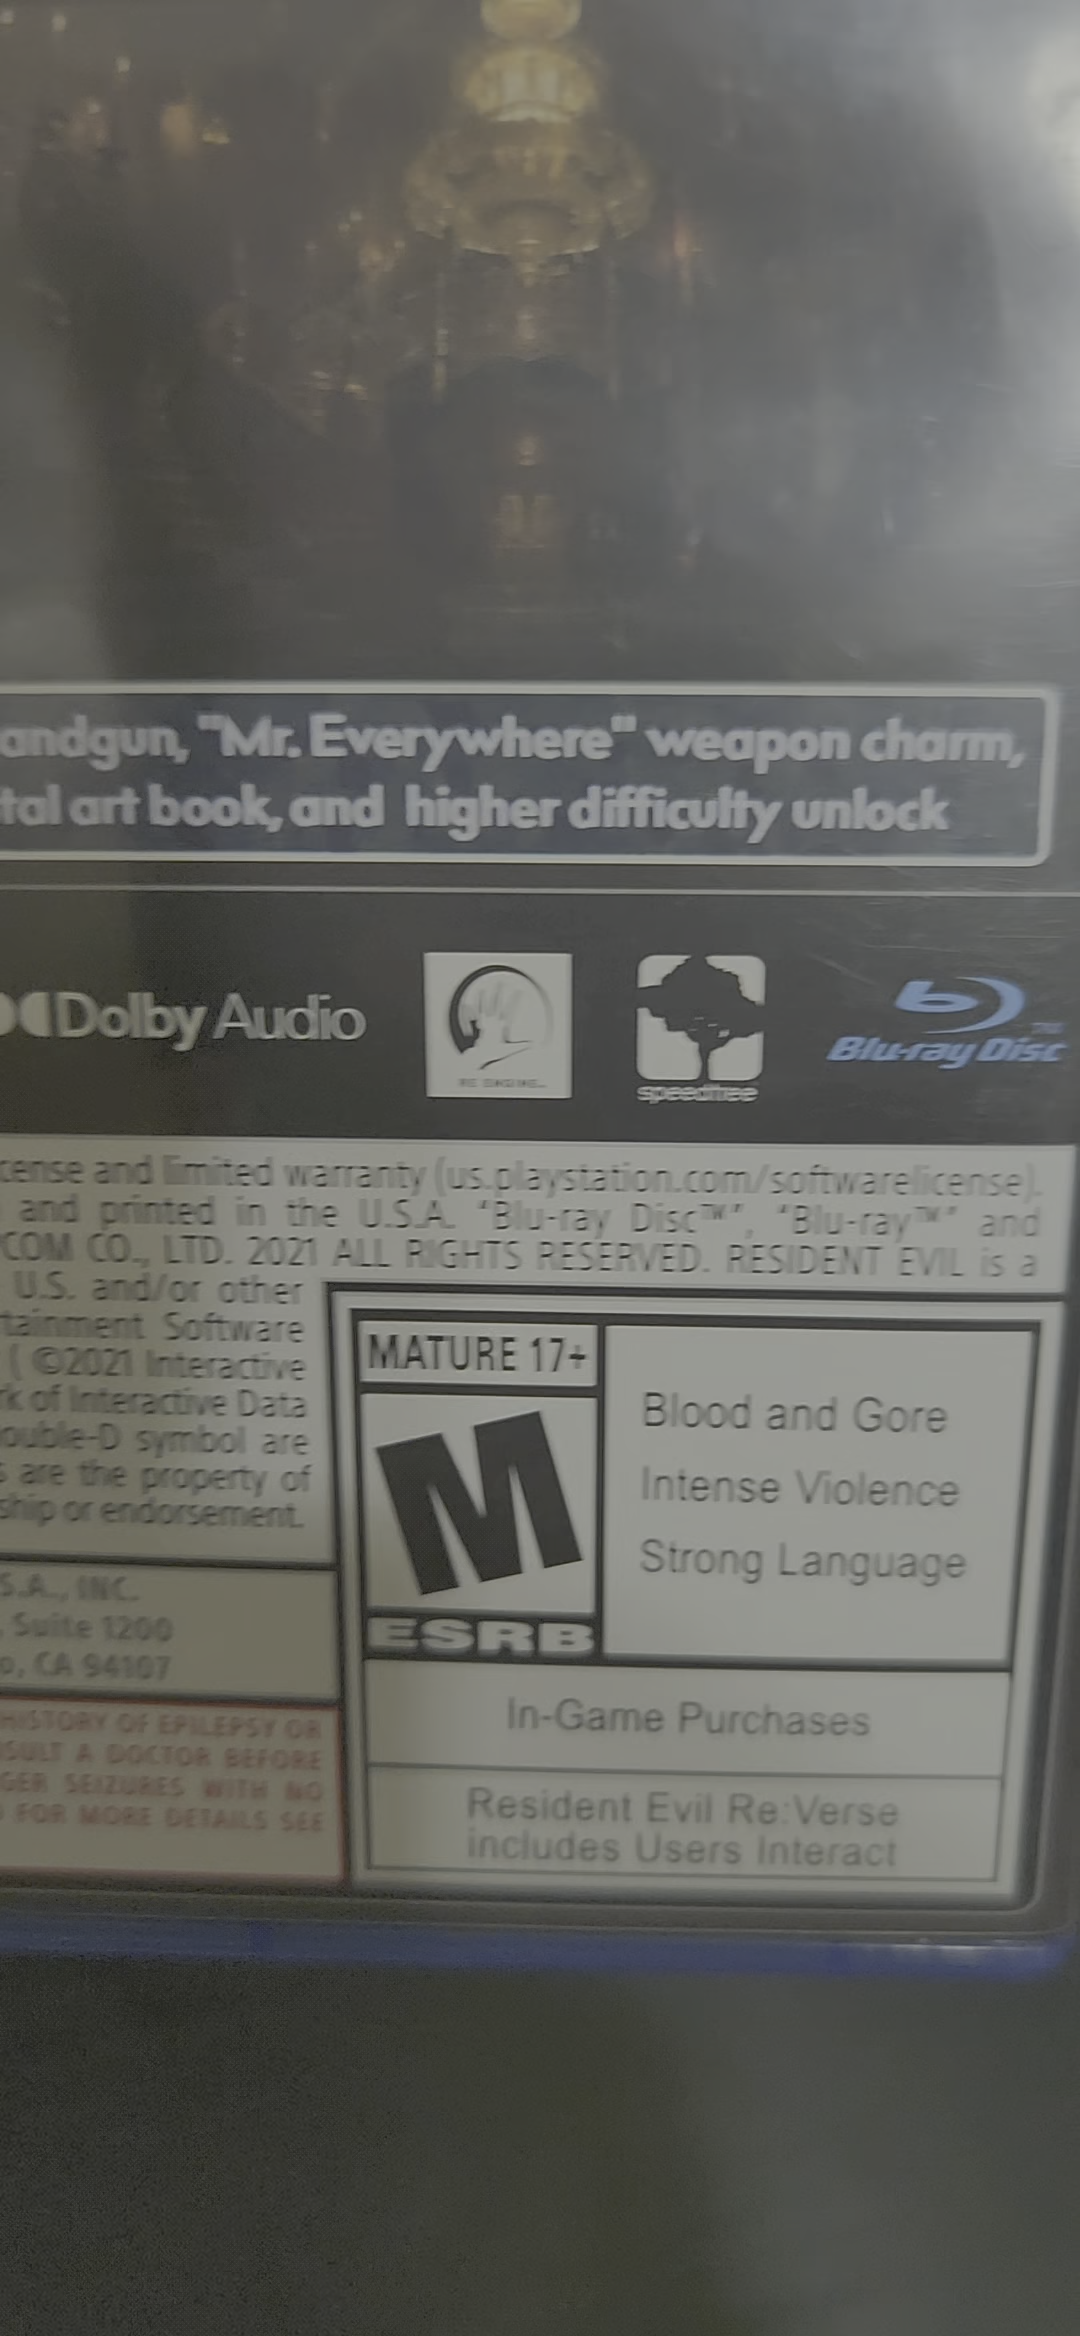 andgun, "Mr. Everywhere" weapon charm,
tal art book, and higher difficulty unlock
Dolby Audio
RE ENGINE™
speedtree
Blu-ray Disc™
cense and limited warranty (us.playstation.com/softwarelicense).
and printed in the U.S.A. “Blu-ray Disc™”, “Blu-ray™” and
COM CO., LTD. 2021 ALL RIGHTS RESERVED. RESIDENT EVIL is a
U.S. and/or other
tainment Software
( ©2021 Interactive
k of Interactive Data
ouble-D symbol are
s are the property of
ship or endorsement.
S.A., INC.
, Suite 1200
o, CA 94107
HISTORY OF EPILEPSY OR
SULT A DOCTOR BEFORE
GER SEIZURES WITH NO
FOR MORE DETAILS SEE
MATURE 17+
M
ESRB
Blood and Gore
Intense Violence
Strong Language
In-Game Purchases
Resident Evil Re:Verse
includes Users Interact